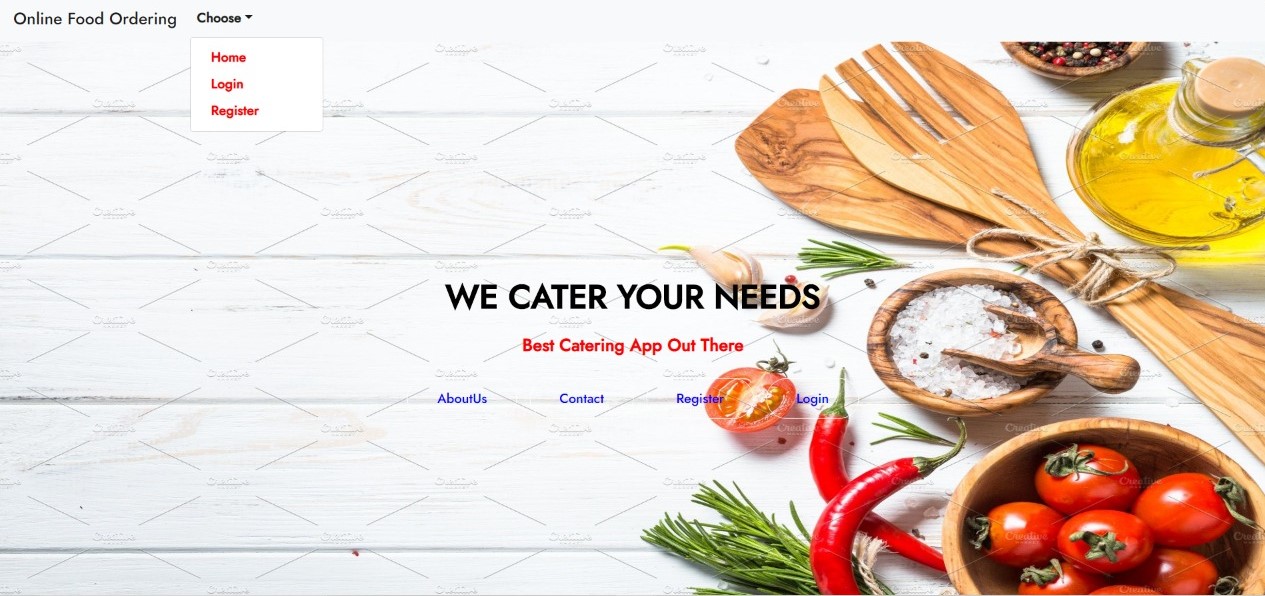 Online Food Ordering Choose
Home
Login
Register
WE CATER YOUR NEEDS
Best Catering App Out There
AboutUs Contact Register Login